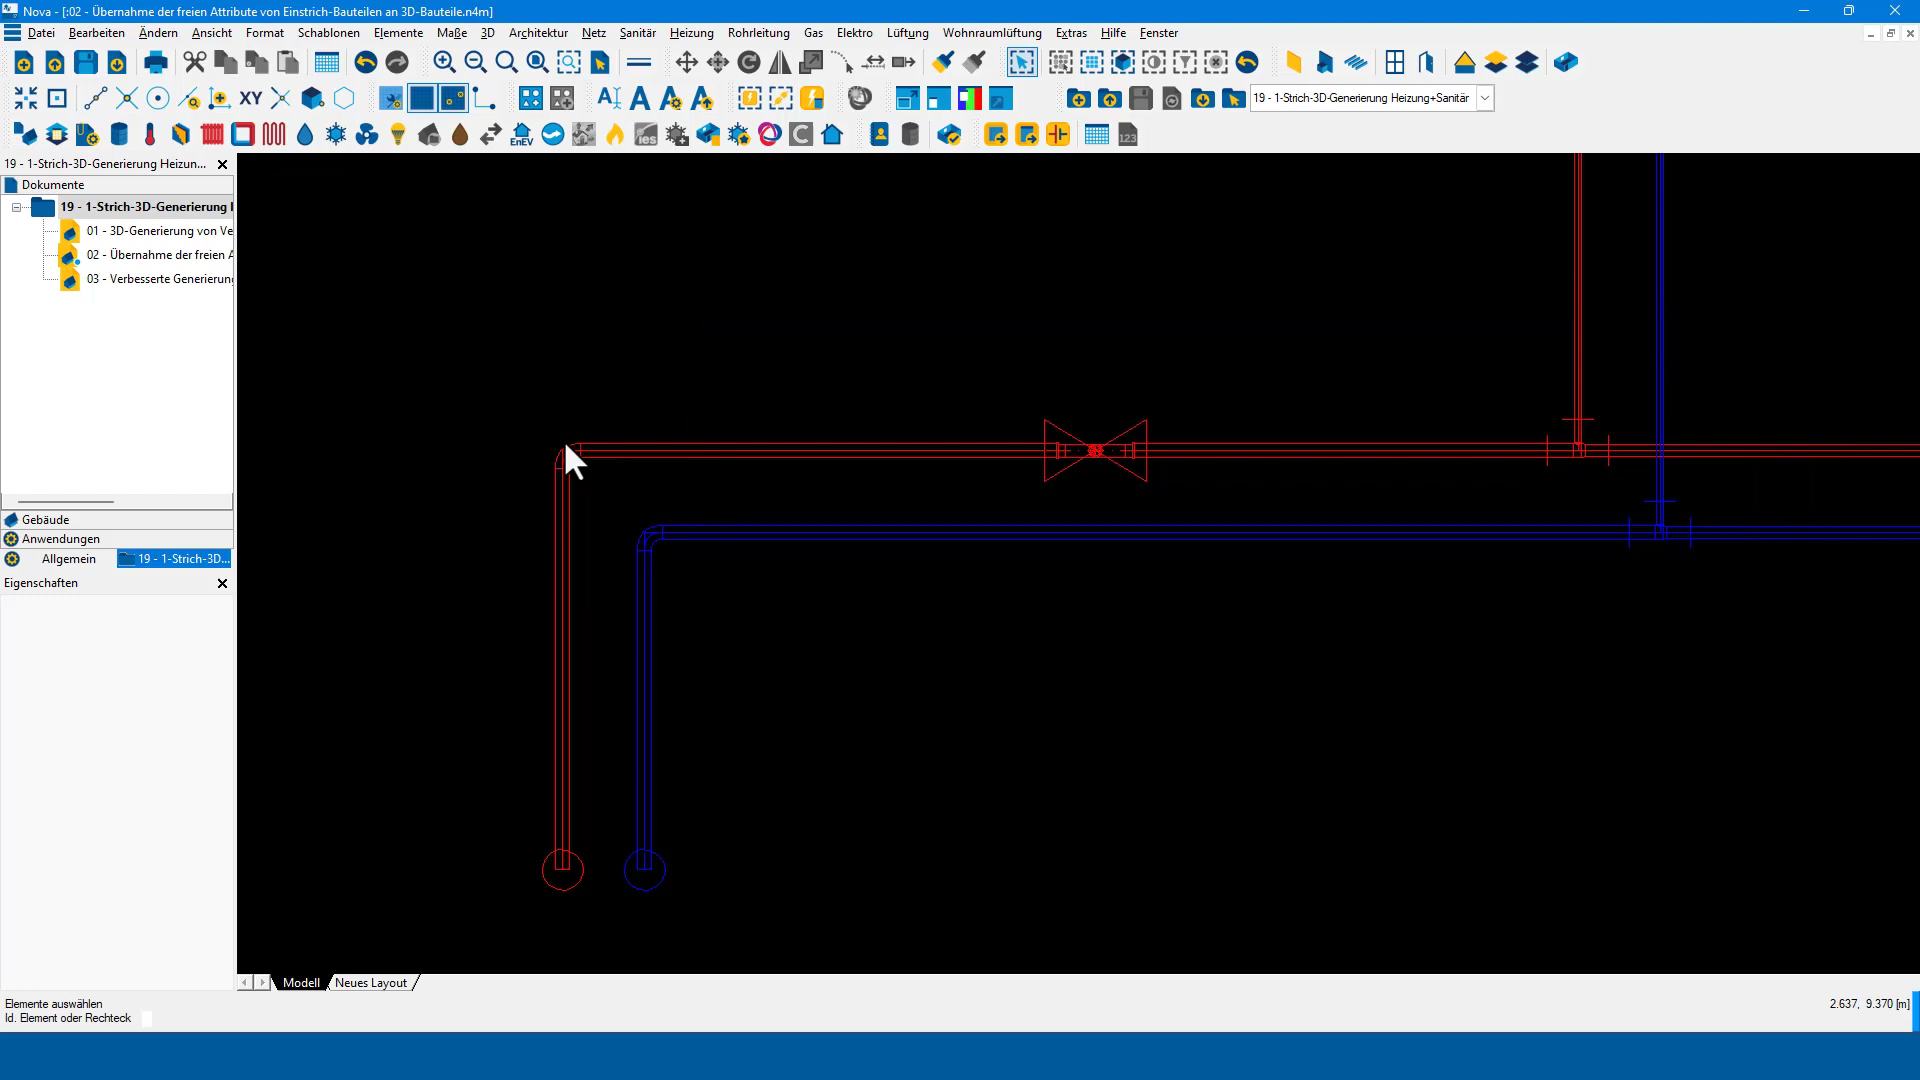 Nova - [:02 - Übernahme der freien Attribute von Einstrich-Bauteilen an 3D-Bauteile.n4m]
Datei Bearbeiten Ändern Ansicht Format Schablonen Elemente Maße 3D Architektur Netz Sanitär Heizung Rohrleitung Gas Elektro Lüftung Wohnraumlüftung Extras Hilfe Fenster
XY
19 - 1-Strich-3D-Generierung Heizung+Sanitär
EnEV
ies
123
19 - 1-Strich-3D-Generierung Heizun...
Dokumente
19 - 1-Strich-3D-Generierung
01 - 3D-Generierung von Ve
02 - Übernahme der freien A
03 - Verbesserte Generierung
Gebäude
Anwendungen
Allgemein
19 - 1-Strich-3D...
Eigenschaften
Modell
Neues Layout
Elemente auswählen
Id. Element oder Rechteck
2.637, 9.370 [m]